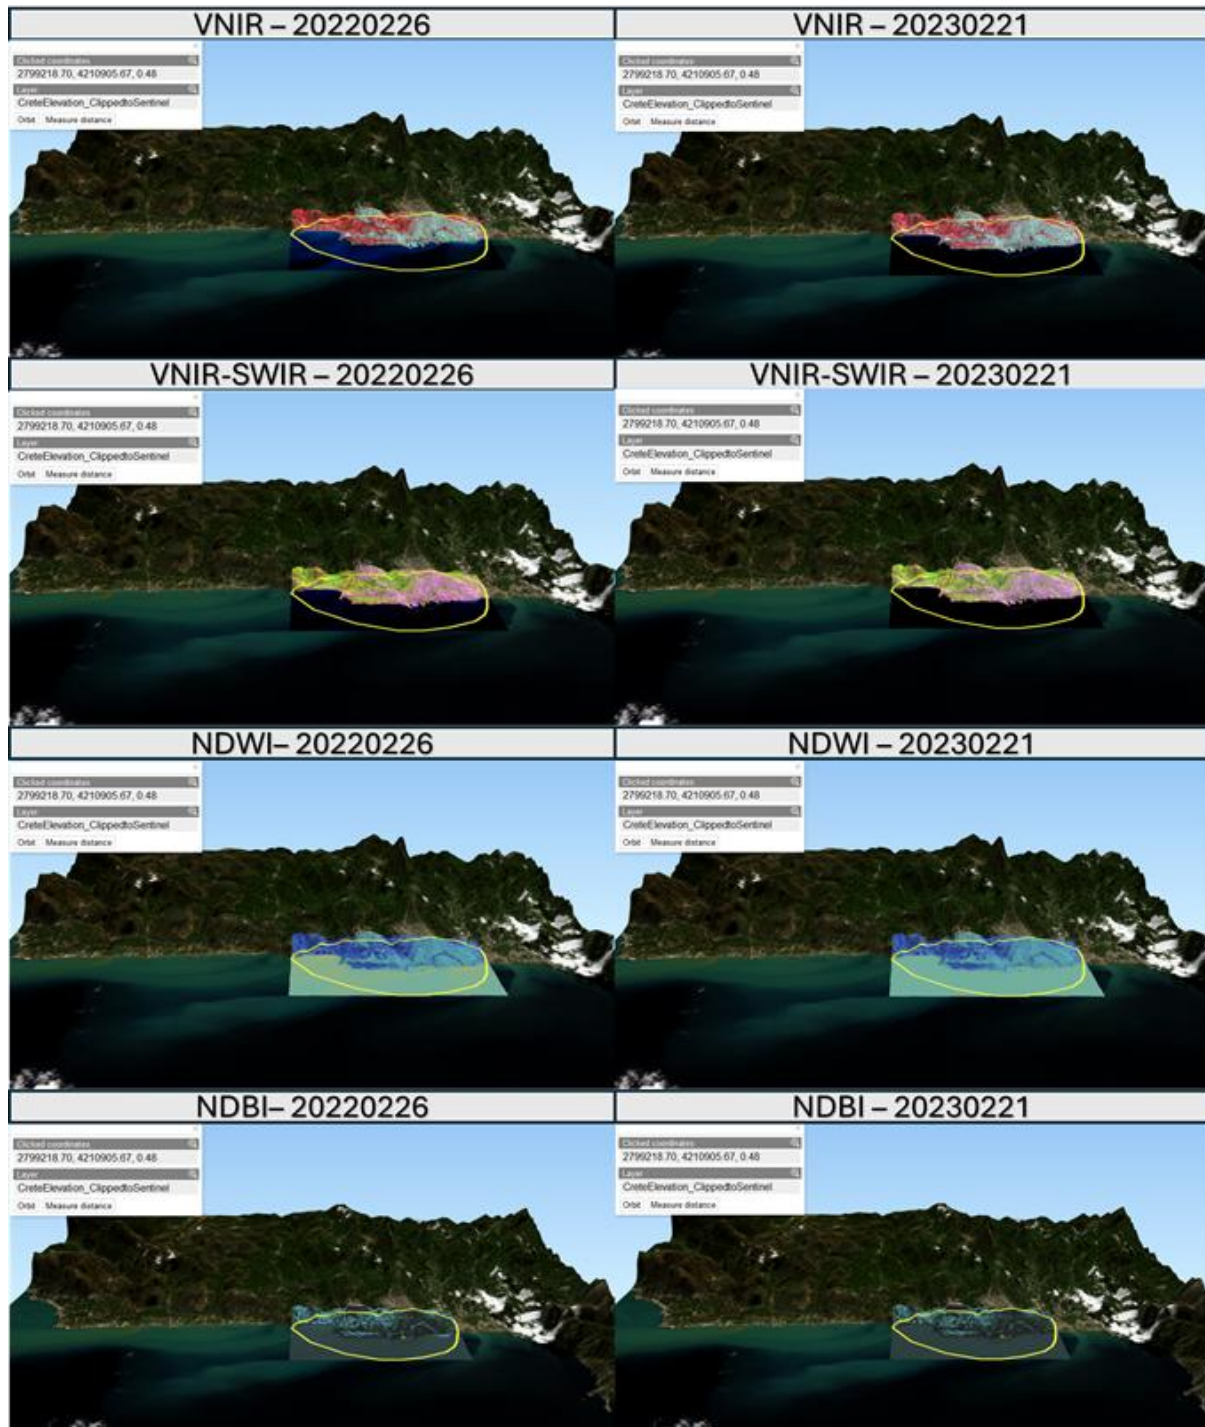 VNIR – 20220226
VNIR – 20230221
Clicked coordinates
2799218.70, 4210905.67, 0.48
Layer
CreteElevation_ClippedtoSentinel
Orbit Measure distance
Clicked coordinates
2799218.70, 4210905.67, 0.48
Layer
CreteElevation_ClippedtoSentinel
Orbit Measure distance
VNIR-SWIR – 20220226
VNIR-SWIR – 20230221
Clicked coordinates
2799218.70, 4210905.67, 0.48
Layer
CreteElevation_ClippedtoSentinel
Orbit Measure distance
Clicked coordinates
2799218.70, 4210905.67, 0.48
Layer
CreteElevation_ClippedtoSentinel
Orbit Measure distance
NDWI– 20220226
NDWI – 20230221
Clicked coordinates
2799218.70, 4210905.67, 0.48
Layer
CreteElevation_ClippedtoSentinel
Orbit Measure distance
Clicked coordinates
2799218.70, 4210905.67, 0.48
Layer
CreteElevation_ClippedtoSentinel
Orbit Measure distance
NDBI– 20220226
NDBI – 20230221
Clicked coordinates
2799218.70, 4210905.67, 0.48
Layer
CreteElevation_ClippedtoSentinel
Orbit Measure distance
Clicked coordinates
2799218.70, 4210905.67, 0.48
Layer
CreteElevation_ClippedtoSentinel
Orbit Measure distance